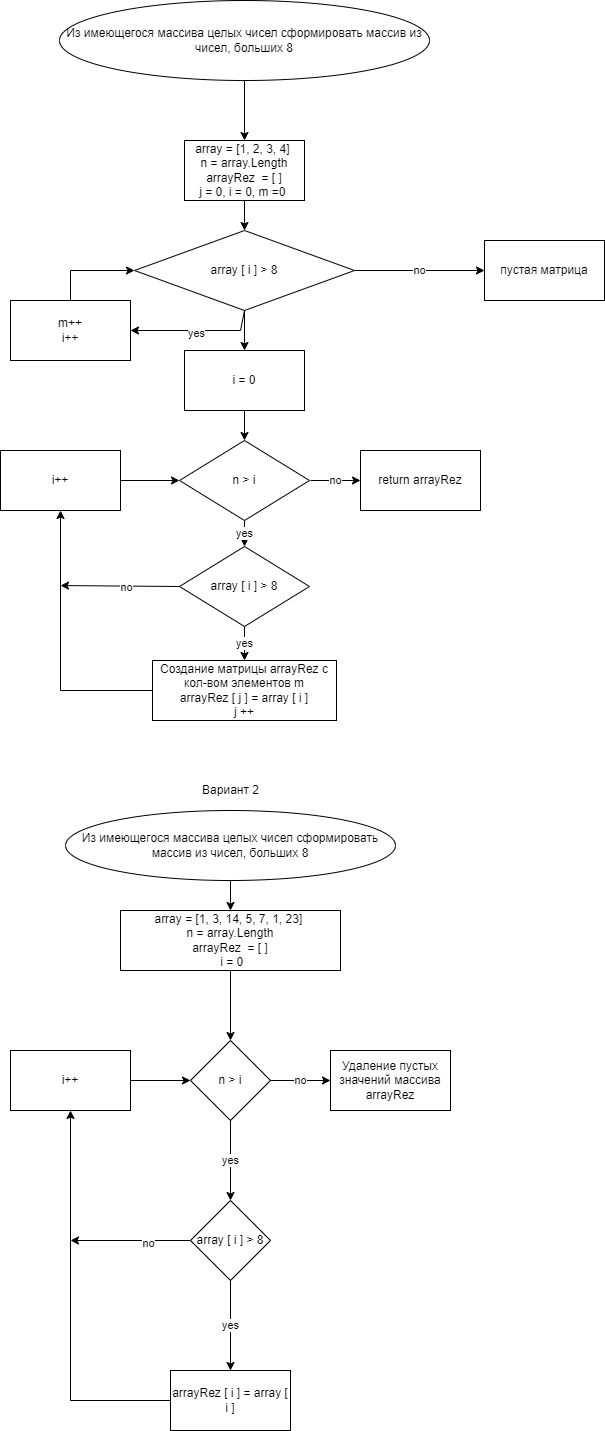 Из имеющегося массива целых чисел сформировать массив из
чисел, больших 8
array = [1, 2, 3, 4]
n = array.Length
arrayRez = [ ]
j = 0, i = 0, m =0
array [ i ] > 8
no
пустая матрица
m++
i++
yes
i = 0
i++
n > i
no
return arrayRez
yes
array [ i ] > 8
no
yes
Создание матрицы arrayRez с
кол-вом элементов m
arrayRez [ j ] = array [ i ]
j ++
Вариант 2
Из имеющегося массива целых чисел сформировать
массив из чисел, больших 8
array = [1, 3, 14, 5, 7, 1, 23]
n = array.Length
arrayRez = [ ]
i = 0
i++
n > i
no
Удаление пустых
значений массива
arrayRez
yes
array [ i ] > 8
no
yes
arrayRez [ i ] = array [
i ]